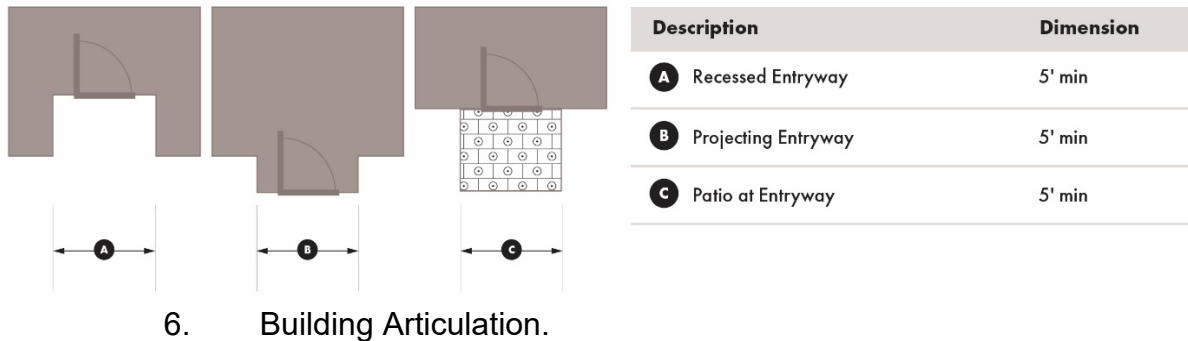 Description Dimension
A Recessed Entryway 5' min
B Projecting Entryway 5' min
C Patio at Entryway 5' min
A B C
6. Building Articulation.